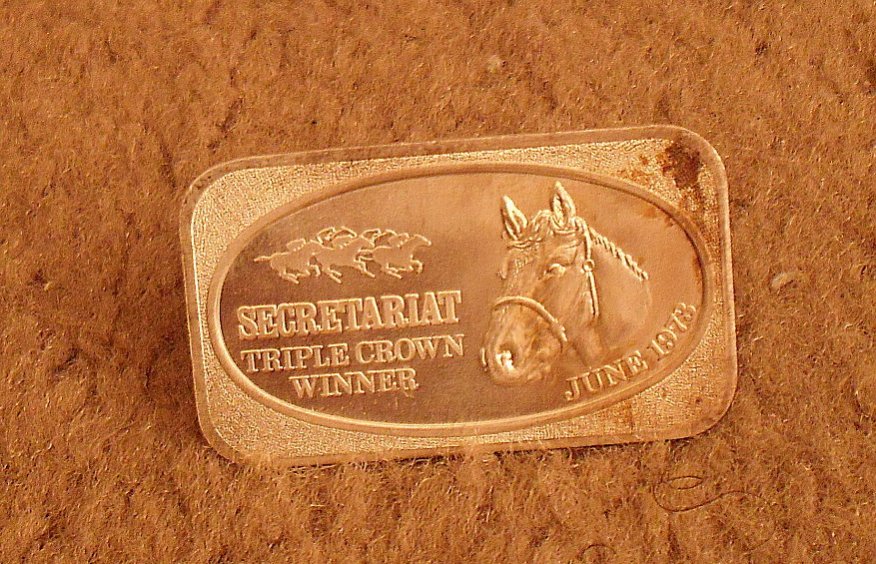 SECRETARIAT
TRIPLE CROWN
WINNER
JUNE 1973